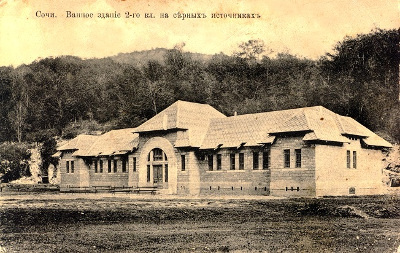 Сочи. Ванное зданіе 2-го кл. на сѣрныхъ источникахъ